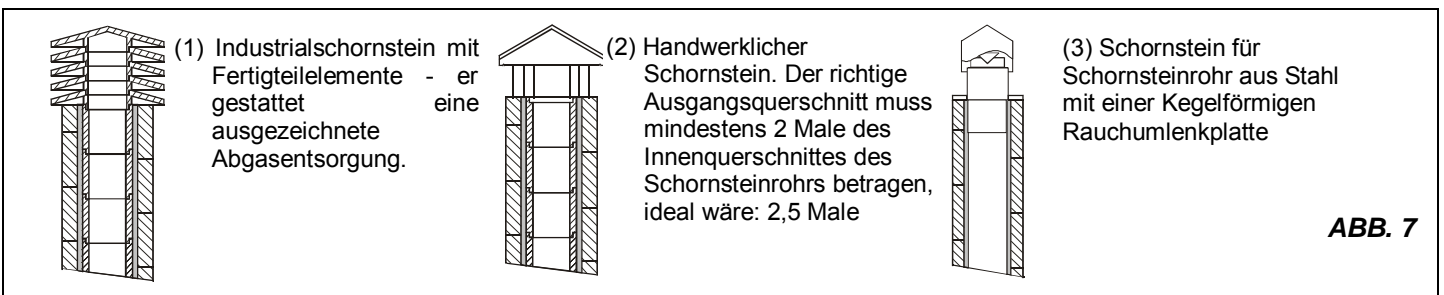 (1) Industrialschornstein mit
Fertigteilelemente - er
gestattet eine
ausgezeichnete
Abgasentsorgung.
(2) Handwerklicher
Schornstein. Der richtige
Ausgangsquerschnitt muss
mindestens 2 Male des
Innenquerschnittes des
Schornsteinrohrs betragen,
ideal wäre: 2,5 Male
(3) Schornstein für
Schornsteinrohr aus Stahl
mit einer Kegelförmigen
Rauchumlenkplatte
ABB. 7